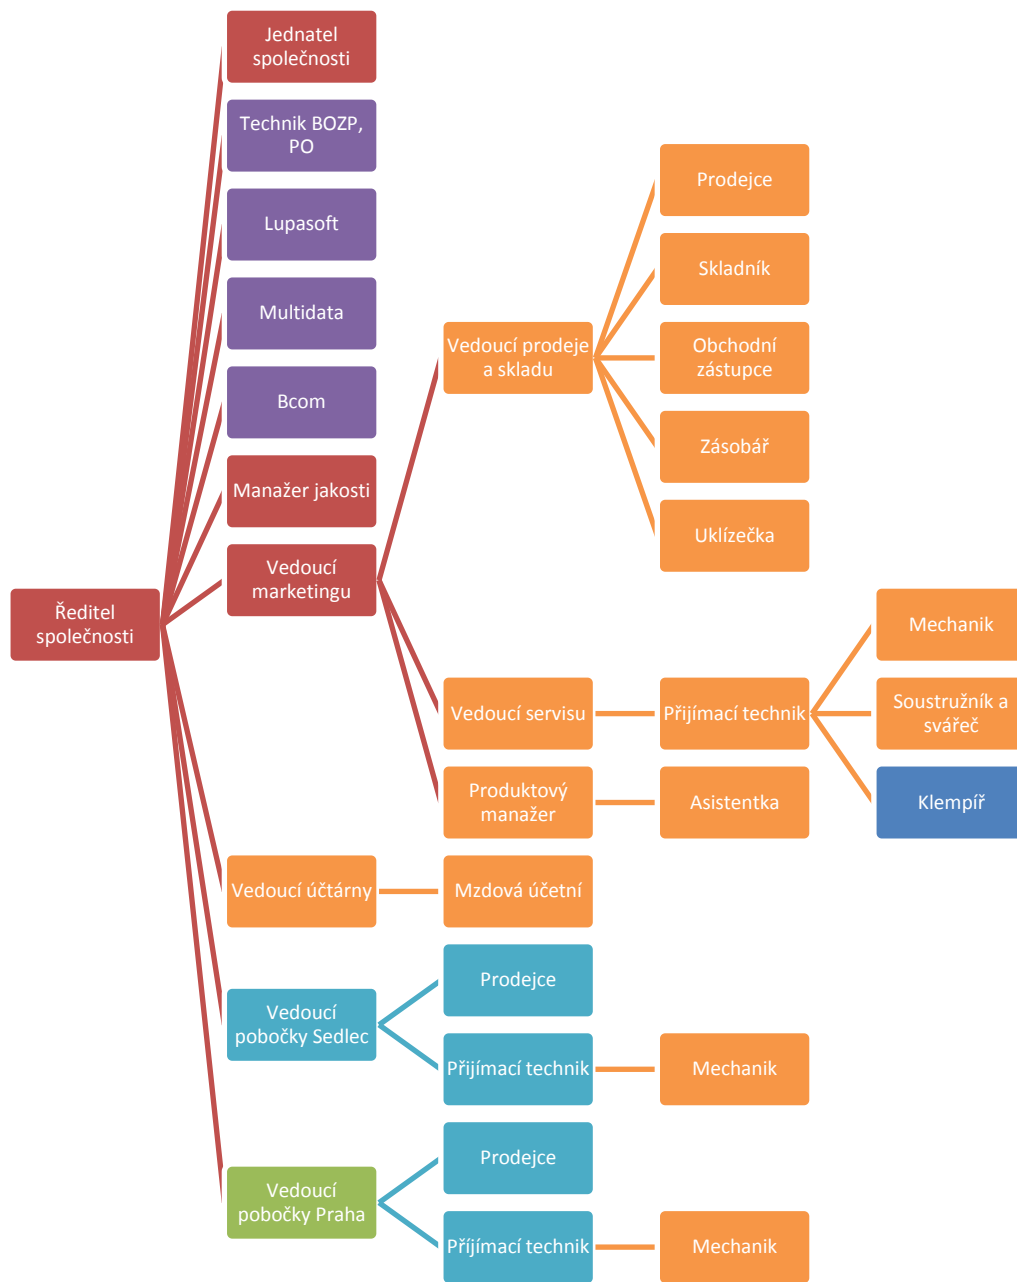 Jednatel
společnosti
Technik BOZP,
PO
Lupasoft
Multidata
Bcom
Manažer jakosti
Vedoucí
marketingu
Ředitel
společnosti
Vedoucí prodeje
a skladu
Prodejce
Skladník
Obchodní
zástupce
Zásobář
Uklízečka
Vedoucí servisu
Přijímací technik
Mechanik
Soustružník a
svářeč
Klempíř
Produktový
manažer
Asistentka
Vedoucí účtárny
Mzdová účetní
Vedoucí
pobočky Sedlec
Prodejce
Přijímací technik
Mechanik
Vedoucí
pobočky Praha
Prodejce
Příjímací technik
Mechanik